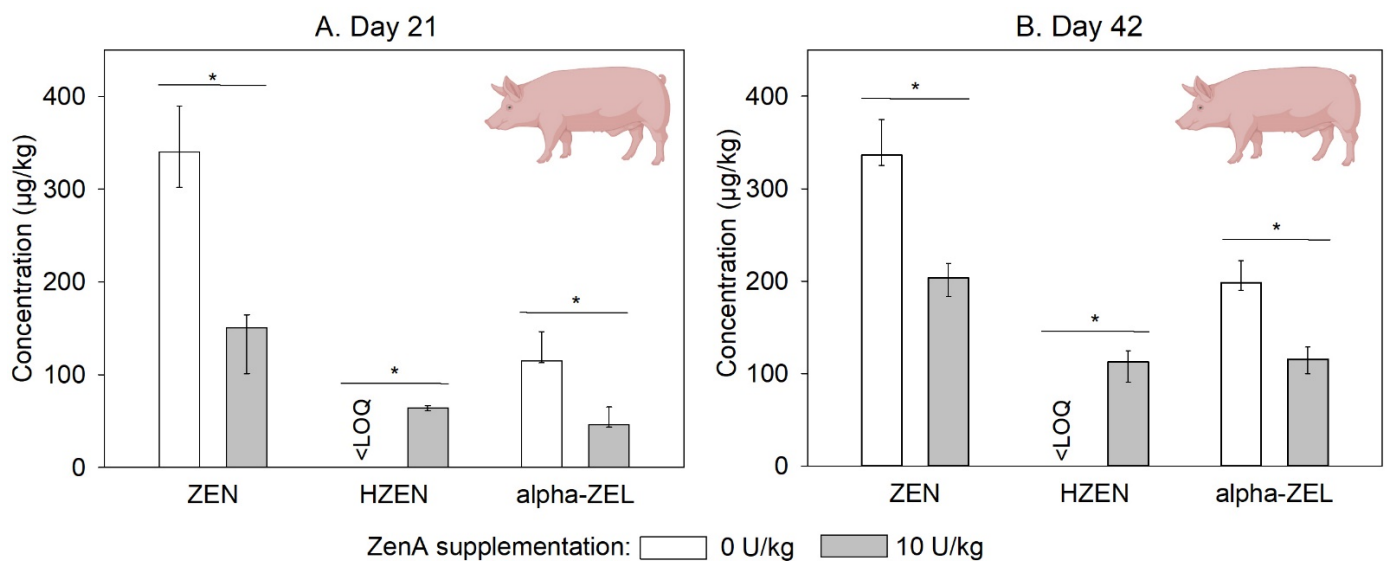 A. Day 21
Concentration (µg/kg)
400
300
200
100
0
*
*
*
<LOQ
ZEN
HZEN
alpha-ZEL
B. Day 42
Concentration (µg/kg)
400
300
200
100
0
*
*
*
<LOQ
ZEN
HZEN
alpha-ZEL
ZenA supplementation: 0 U/kg 10 U/kg